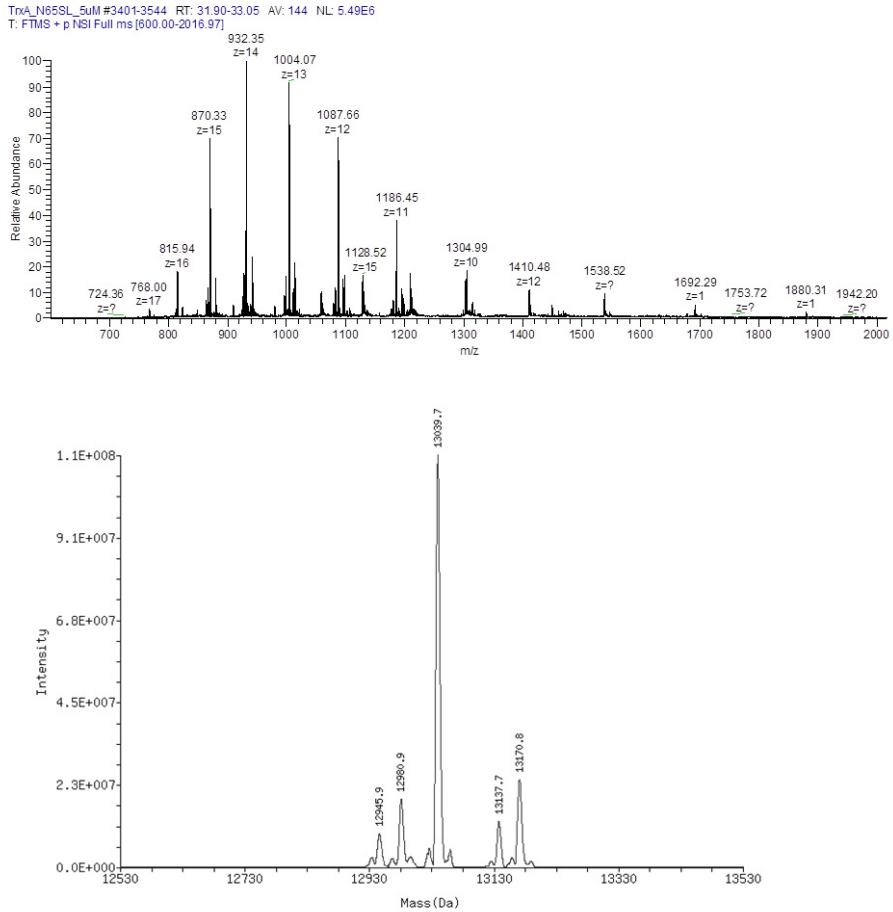 TrxA_N65SL_5uM #3401-3544 RT: 31.90-33.05 AV: 144 NL: 5.49E6
T: FTMS + p NSI Full ms [600.00-2016.97]
932.35
z=14
1004.07
z=13
870.33
z=15
1087.66
z=12
1186.45
z=11
815.94
z=16
1128.52
z=15
1304.99
z=10
724.36
z=?
768.00
z=17
1410.48
z=12
1538.52
z=?
1692.29
z=1
1753.72
z=?
1880.31
z=1
1942.20
z=?
100
90
80
70
60
50
40
30
20
10
0
Relative Abundance
700 800 900 1000 1100 1200 1300 1400 1500 1600 1700 1800 1900 2000
m/z
13039.7
12945.9
12980.9
13137.7
13170.8
1.1E+008
9.1E+007
6.8E+007
4.5E+007
2.3E+007
0.0E+000
Intensity
12530 12730 12930 13130 13330 13530
Mass(Da)